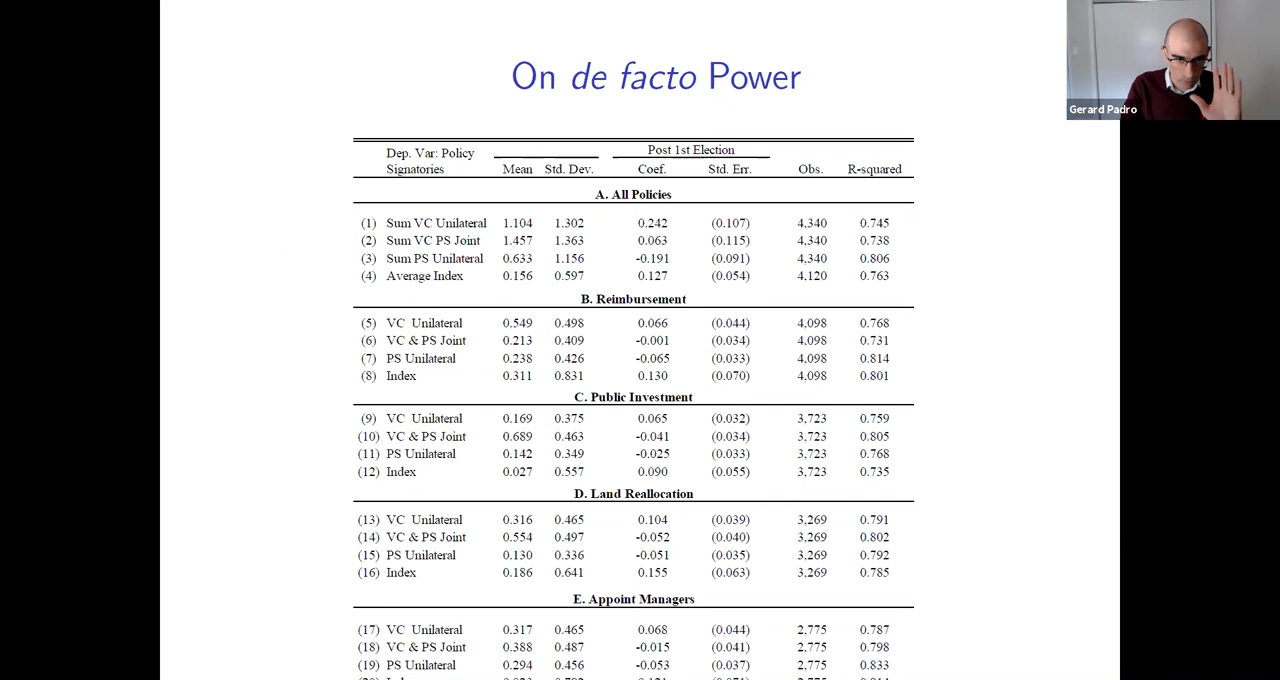 On de facto Power
Gerard Padro
Dep. Var: Policy Post 1st Election
Signatories Mean Std. Dev. Coef. Std. Err. Obs. R-squared
A. All Policies
(1) Sum VC Unilateral 1.104 1.302 0.242 (0.107) 4,340 0.745
(2) Sum VC PS Joint 1.457 1.363 0.063 (0.115) 4,340 0.738
(3) Sum PS Unilateral 0.633 1.156 -0.191 (0.091) 4,340 0.806
(4) Average Index 0.156 0.597 0.127 (0.054) 4,120 0.763
B. Reimbursement
(5) VC Unilateral 0.549 0.498 0.066 (0.044) 4,098 0.768
(6) VC & PS Joint 0.213 0.409 -0.001 (0.034) 4,098 0.731
(7) PS Unilateral 0.238 0.426 -0.065 (0.033) 4,098 0.814
(8) Index 0.311 0.831 0.130 (0.070) 4,098 0.801
C. Public Investment
(9) VC Unilateral 0.169 0.375 0.065 (0.032) 3,723 0.759
(10) VC & PS Joint 0.689 0.463 -0.041 (0.034) 3,723 0.805
(11) PS Unilateral 0.142 0.349 -0.025 (0.033) 3,723 0.768
(12) Index 0.027 0.557 0.090 (0.055) 3,723 0.735
D. Land Reallocation
(13) VC Unilateral 0.316 0.465 0.104 (0.039) 3,269 0.791
(14) VC & PS Joint 0.554 0.497 -0.052 (0.040) 3,269 0.802
(15) PS Unilateral 0.130 0.336 -0.051 (0.035) 3,269 0.792
(16) Index 0.186 0.641 0.155 (0.063) 3,269 0.785
E. Appoint Managers
(17) VC Unilateral 0.317 0.465 0.068 (0.044) 2,775 0.787
(18) VC & PS Joint 0.388 0.487 -0.015 (0.041) 2,775 0.798
(19) PS Unilateral 0.294 0.456 -0.053 (0.037) 2,775 0.833